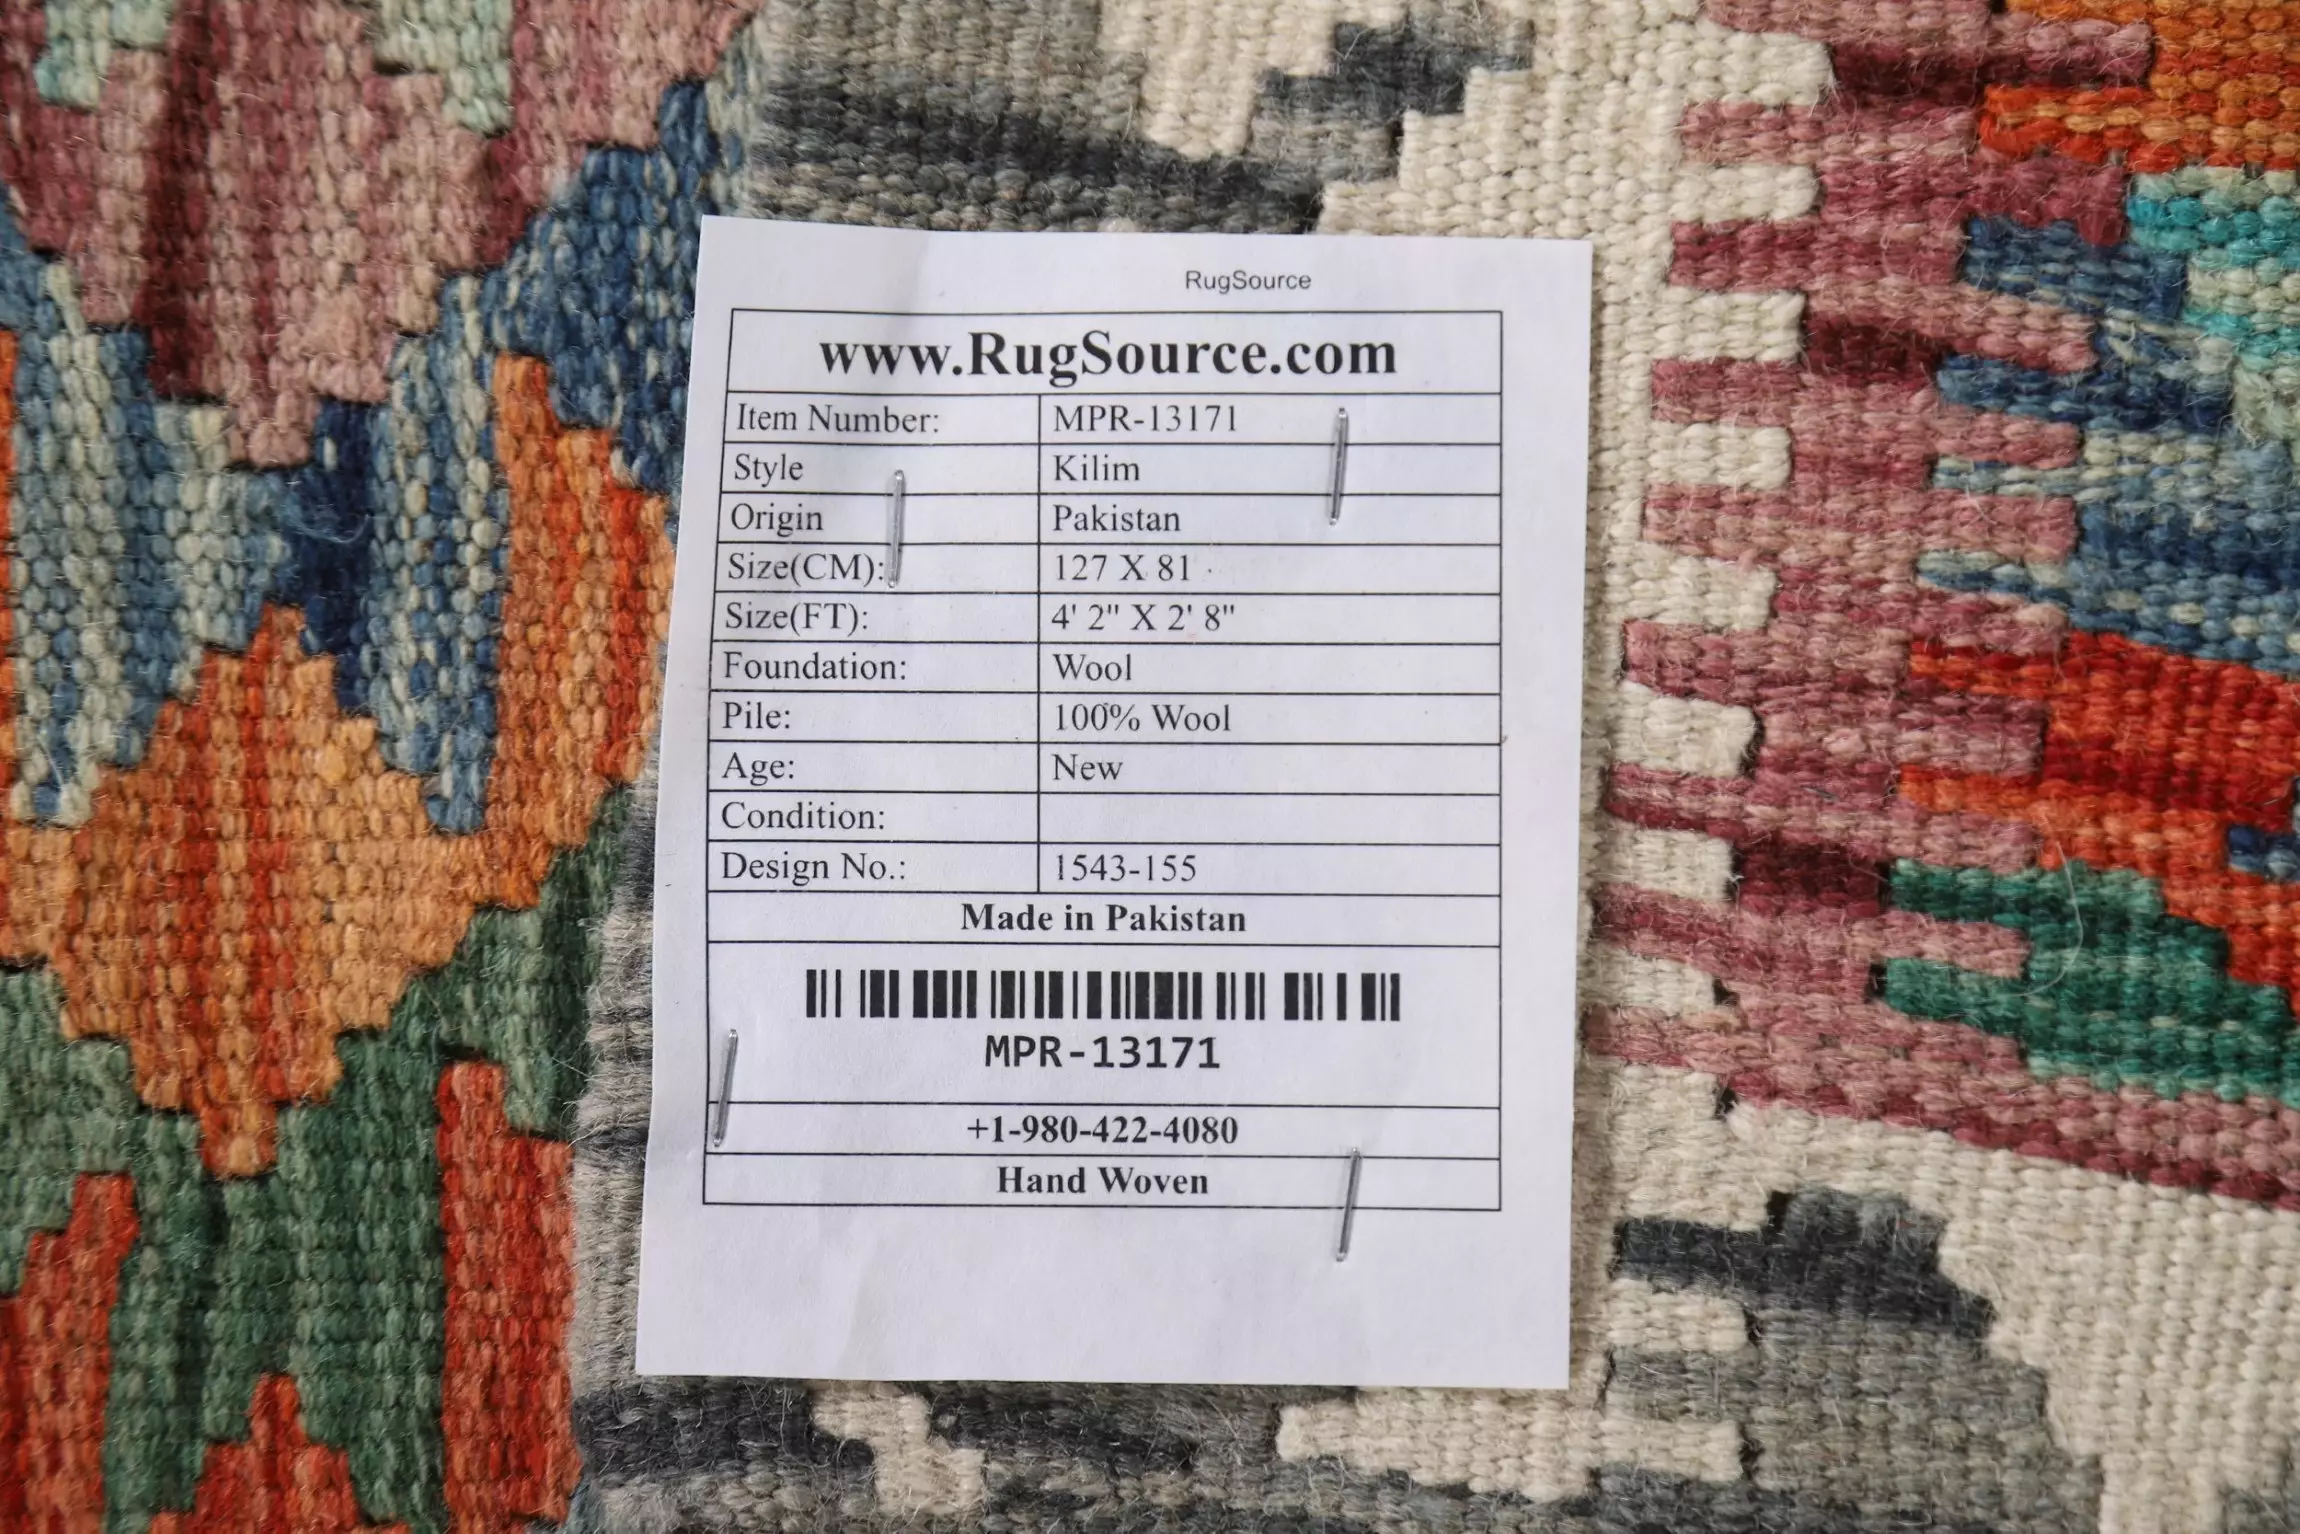 RugSource
www.RugSource.com
Item Number: MPR-13171
Style Kilim
Origin Pakistan
Size(CM): 127 X 81
Size(FT): 4' 2" X 2' 8"
Foundation: Wool
Pile: 100% Wool
Age: New
Condition:
Design No.: 1543-155
Made in Pakistan
MPR-13171
+1-980-422-4080
Hand Woven